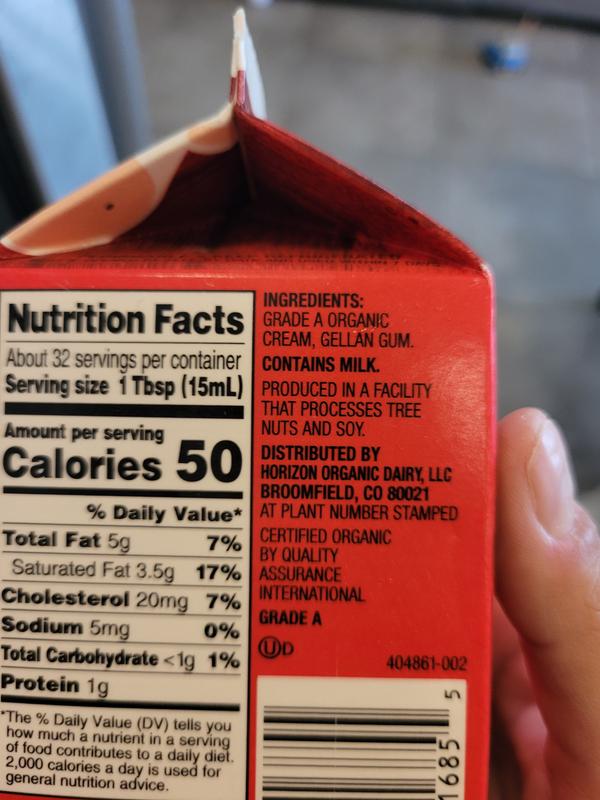 Nutrition Facts
About 32 servings per container
Serving size 1 Tbsp (15mL)
Amount per serving
Calories 50
% Daily Value*
Total Fat 5g 7%
Saturated Fat 3.5g 17%
Cholesterol 20mg 7%
Sodium 5mg 0%
Total Carbohydrate <1g 1%
Protein 1g
*The % Daily Value (DV) tells you
how much a nutrient in a serving
of food contributes to a daily diet.
2,000 calories a day is used for
general nutrition advice.
INGREDIENTS:
GRADE A ORGANIC
CREAM, GELLAN GUM.
CONTAINS MILK.
PRODUCED IN A FACILITY
THAT PROCESSES TREE
NUTS AND SOY.
DISTRIBUTED BY
HORIZON ORGANIC DAIRY, LLC
BROOMFIELD, CO 80021
AT PLANT NUMBER STAMPED
CERTIFIED ORGANIC
BY QUALITY
ASSURANCE
INTERNATIONAL
GRADE A
UD
404861-002
1685 5